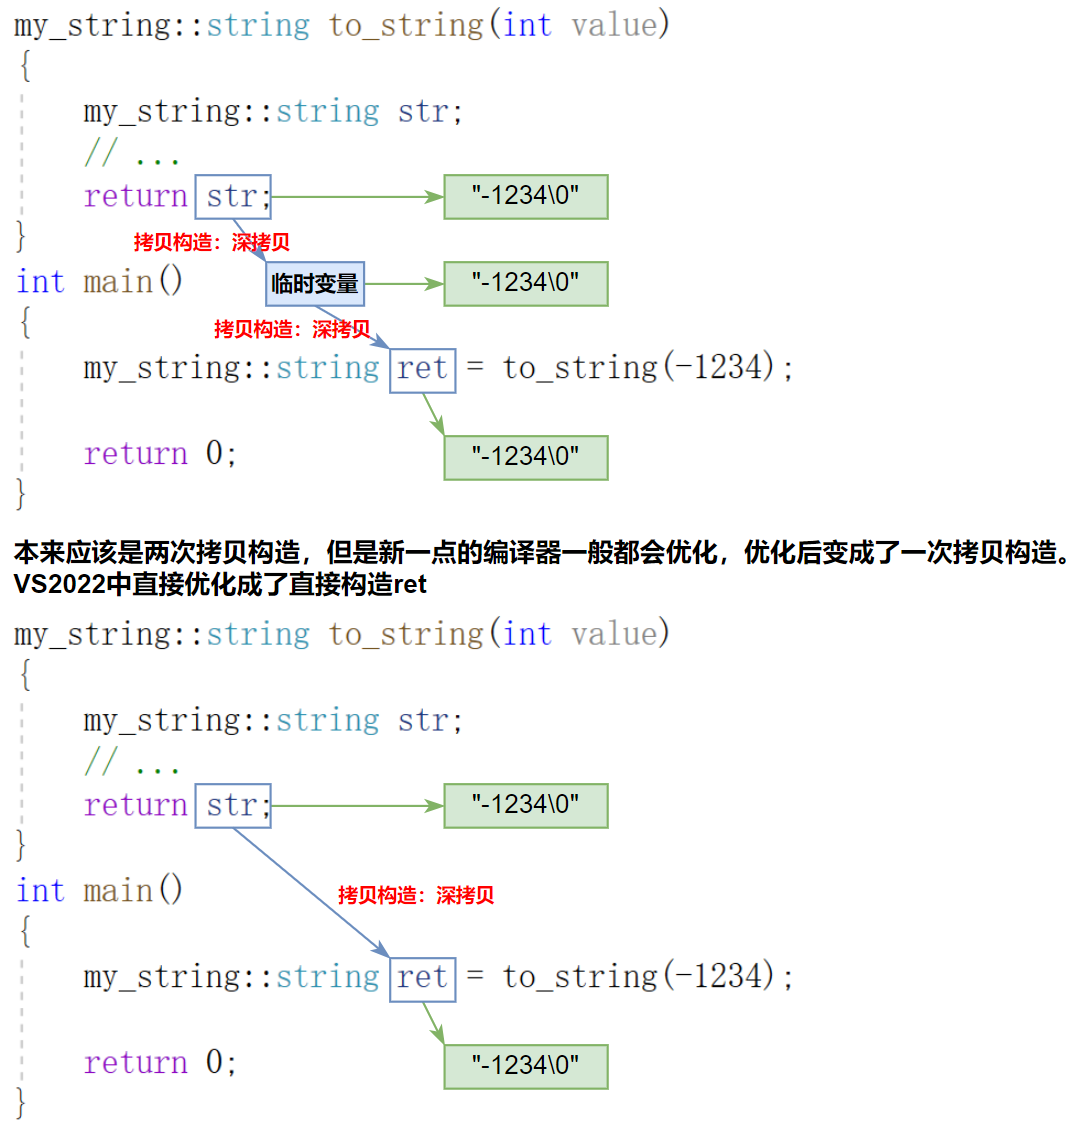 my_string::string to_string(int value)
{
my_string::string str;
// ...
return str;
"-1234\0"
}
拷贝构造：深拷贝
int main()
临时变量
"-1234\0"
{
拷贝构造：深拷贝
my_string::string ret = to_string(-1234);
return 0;
"-1234\0"
}
本来应该是两次拷贝构造，但是新一点的编译器一般都会优化，优化后变成了一次拷贝构造。
VS2022中直接优化成了直接构造ret
my_string::string to_string(int value)
{
my_string::string str;
// ...
return str;
"-1234\0"
}
int main()
拷贝构造：深拷贝
{
my_string::string ret = to_string(-1234);
return 0;
"-1234\0"
}